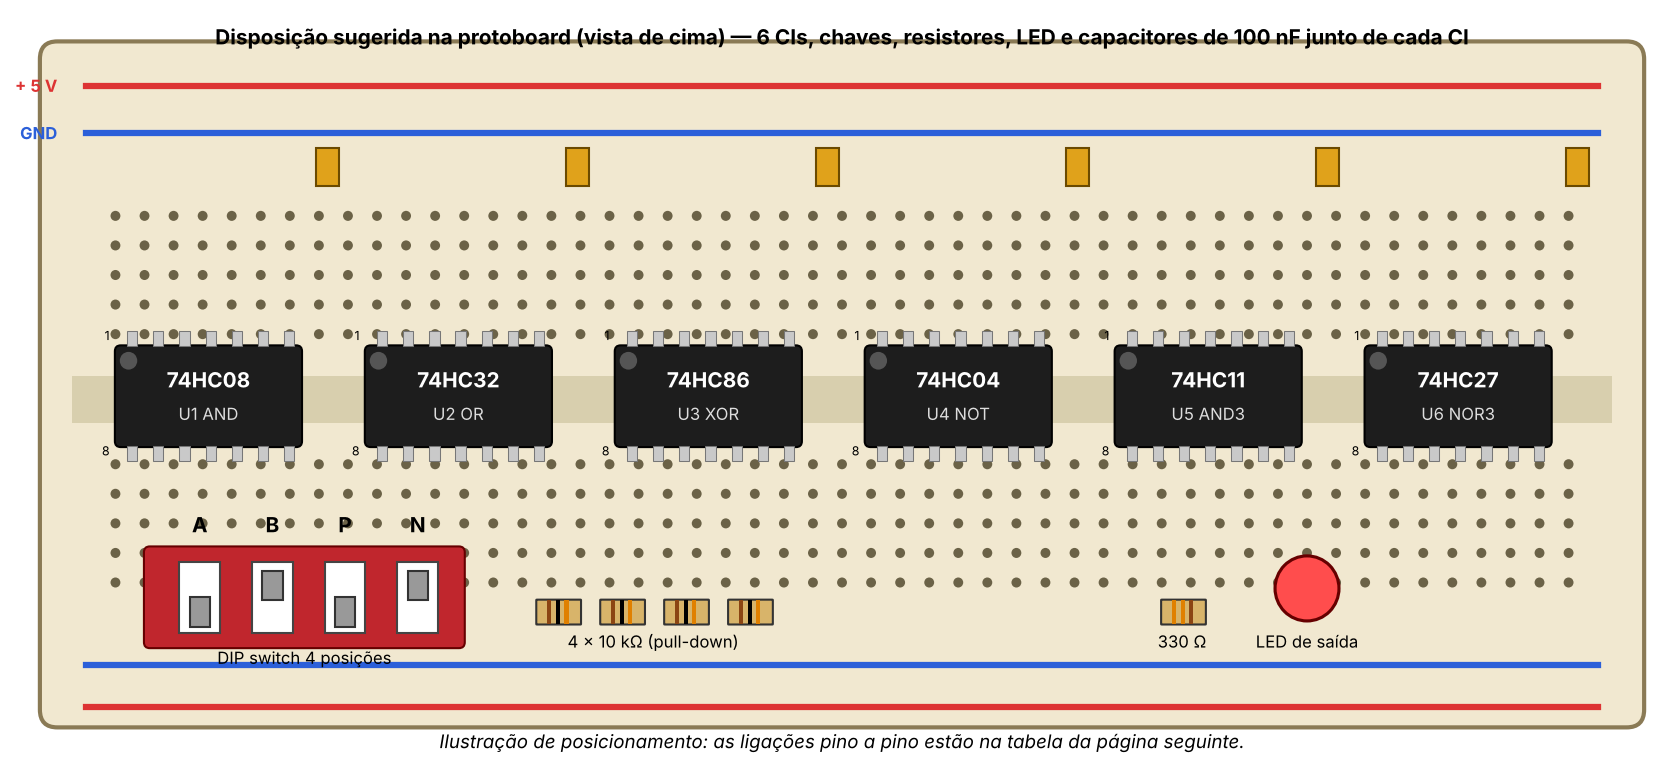 Disposição sugerida na protoboard (vista de cima) — 6 CIs, chaves, resistores, LED e capacitores de 100 nF junto de cada CI
+ 5 V
GND
1 1 1 1 1 1
74HC08 74HC32 74HC86 74HC04 74HC11 74HC27
U1 AND U2 OR U3 XOR U4 NOT U5 AND3 U6 NOR3
8 8 8 8 8 8
A B P N
4 × 10 kΩ (pull-down) 330 Ω LED de saída
DIP switch 4 posições
Ilustração de posicionamento: as ligações pino a pino estão na tabela da página seguinte.